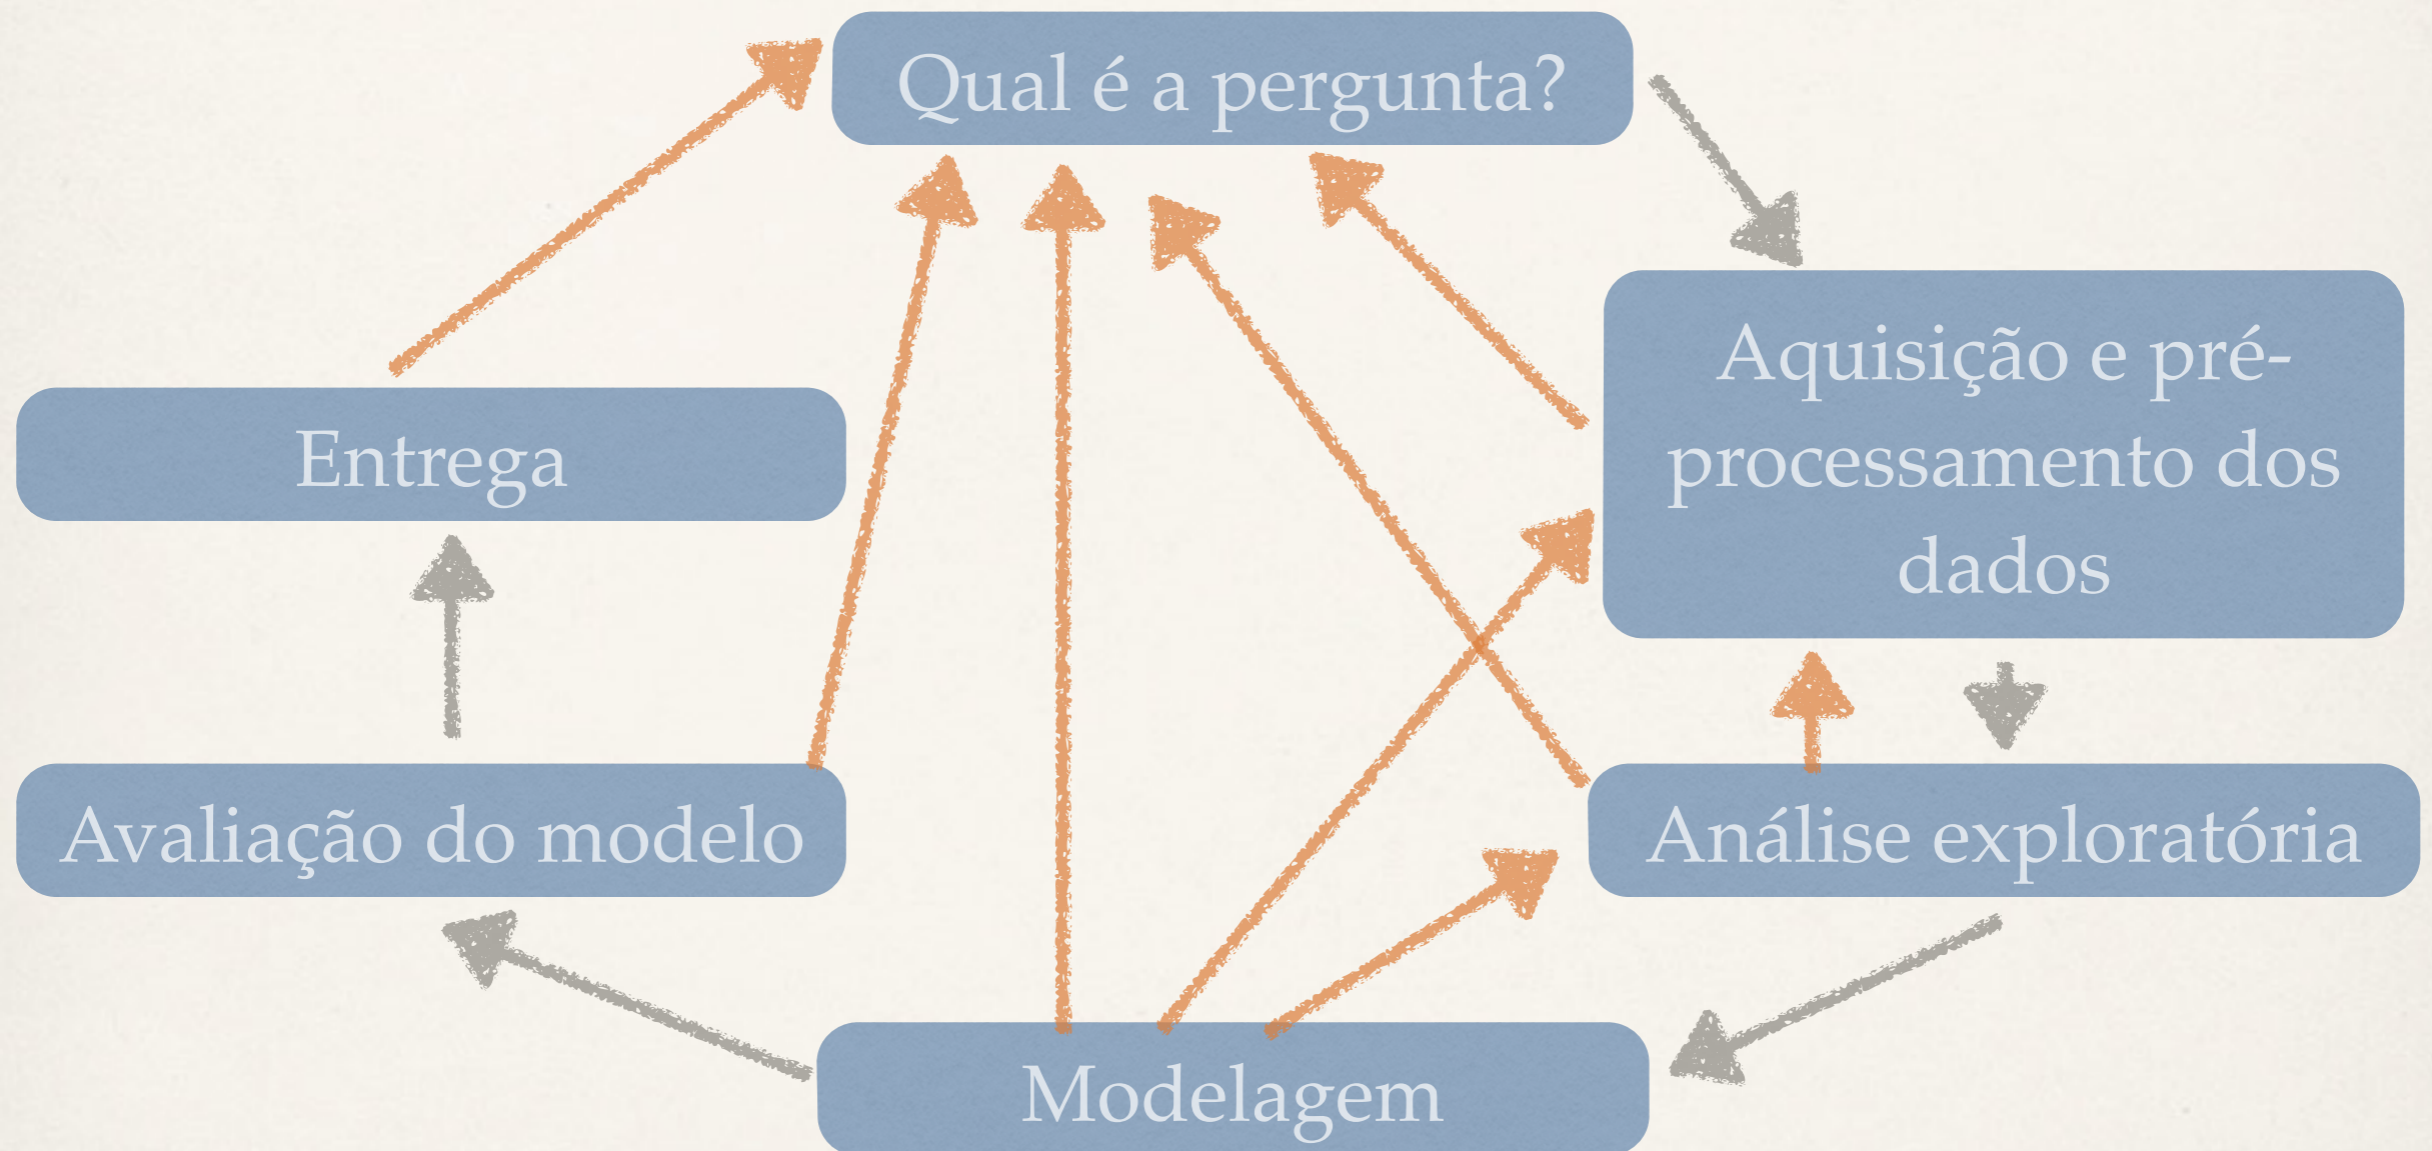 Qual é a pergunta?
Aquisição e pré-
processamento dos
dados
Entrega
Avaliação do modelo
Análise exploratória
Modelagem